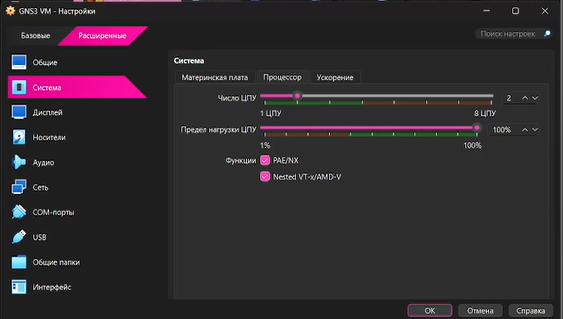 GNS3 VM - Настройки
Базовые
Расширенные
Поиск настроек
Общие
Система
Дисплей
Носители
Аудио
Сеть
COM-порты
USB
Общие папки
Интерфейс
Система
Материнская плата
Процессор
Ускорение
Число ЦПУ
2
1 ЦПУ
8 ЦПУ
Предел нагрузки ЦПУ
100%
1%
100%
Функции
PAE/NX
Nested VT-x/AMD-V
ОК
Отмена
Справка